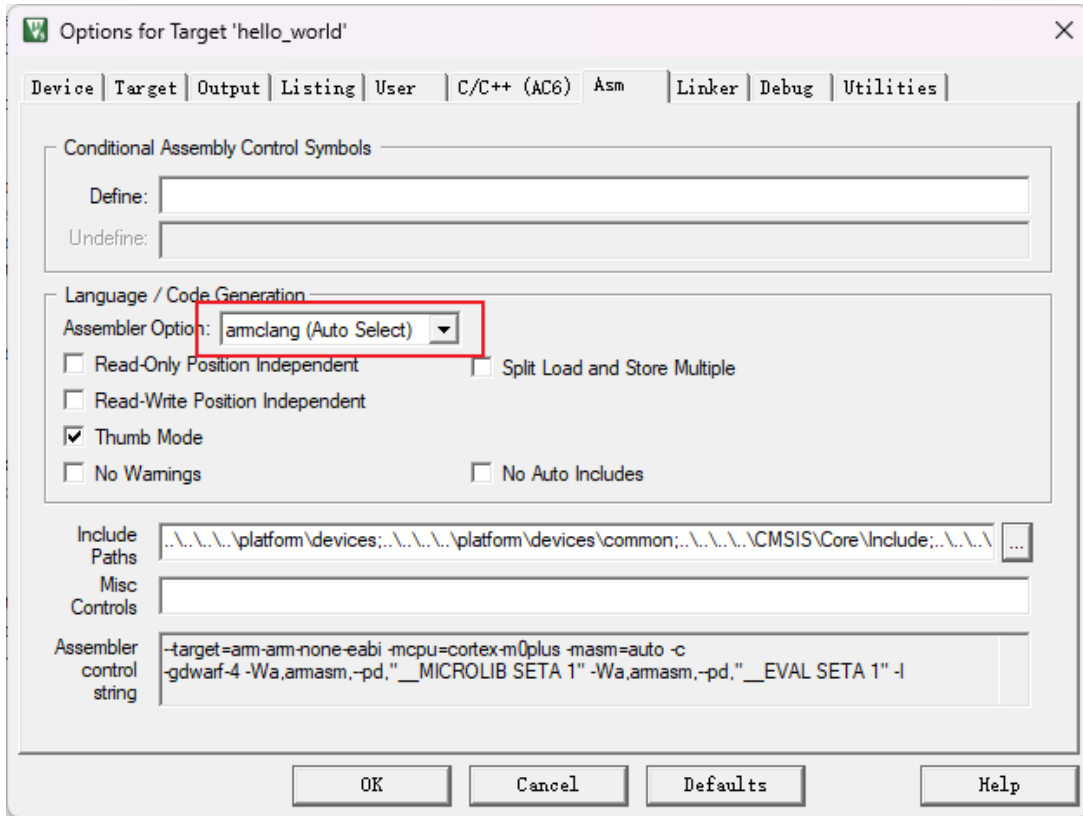 Options for Target 'hello_world'
Device Target Output Listing User C/C++ (AC6) Asm Linker Debug Utilities
Conditional Assembly Control Symbols
Define:
Undefine:
Language / Code Generation
Assembler Option: armclang (Auto Select)
Read-Only Position Independent Split Load and Store Multiple
Read-Write Position Independent
Thumb Mode
No Warnings No Auto Includes
Include Paths ..\..\..\..\platform\devices;..\..\..\..\platform\devices\common;..\..\..\..\CMSIS\Core\Include;..\..\..\ ...
Misc Controls
Assembler control string --target=arm-arm-none-eabi -mcpu=cortex-m0plus -masm=auto -c
-gdwarf-4 -Wa,armasm,--pd,"__MICROLIB SETA 1" -Wa,armasm,--pd,"__EVAL SETA 1" -I
OK Cancel Defaults Help